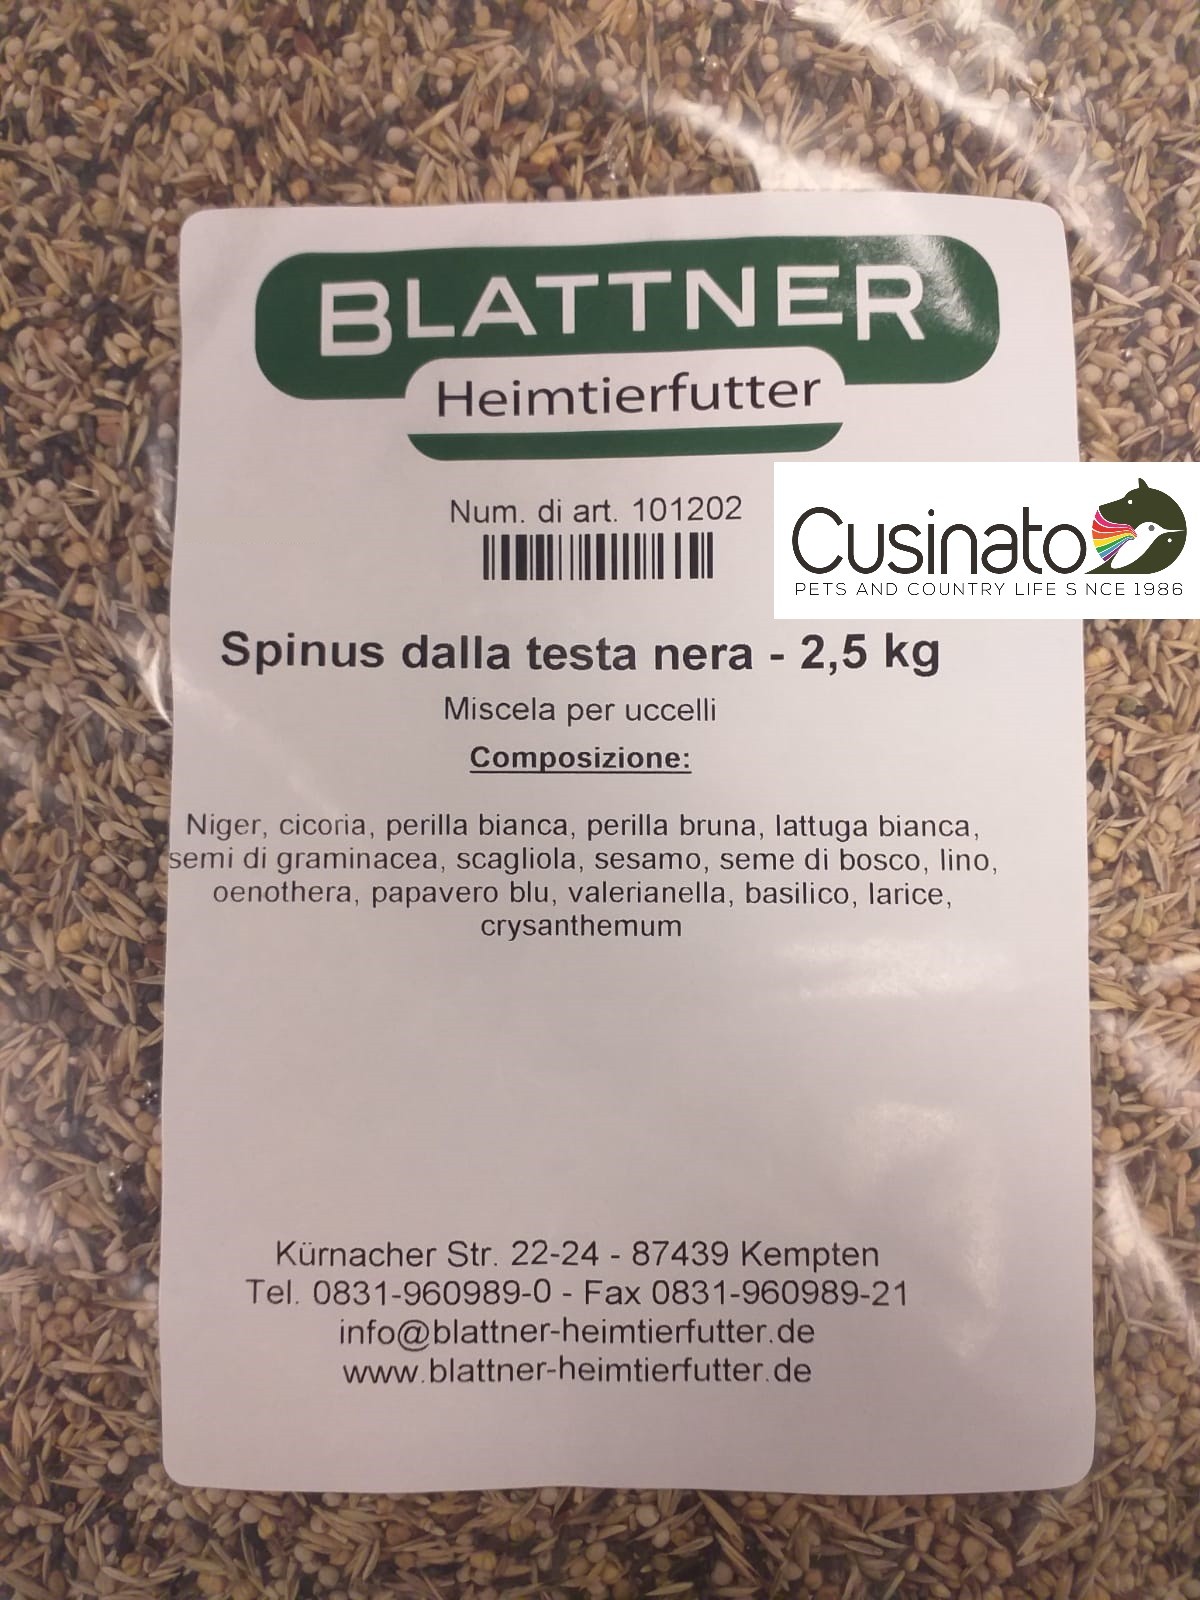 BLATTNER
Heimtierfutter
Num. di art. 101202
Cusinato
PETS AND COUNTRY LIFE S NCE 1986
Spinus dalla testa nera - 2,5 kg
Miscela per uccelli
Composizione:
Niger, cicoria, perilla bianca, perilla bruna, lattuga bianca,
semi di graminacea, scagliola, sesamo, seme di bosco, lino,
oenothera, papavero blu, valerianella, basilico, larice,
crysanthemum
Kürnacher Str. 22-24 - 87439 Kempten
Tel. 0831-960989-0 - Fax 0831-960989-21
info@blattner-heimtierfutter.de
www.blattner-heimtierfutter.de